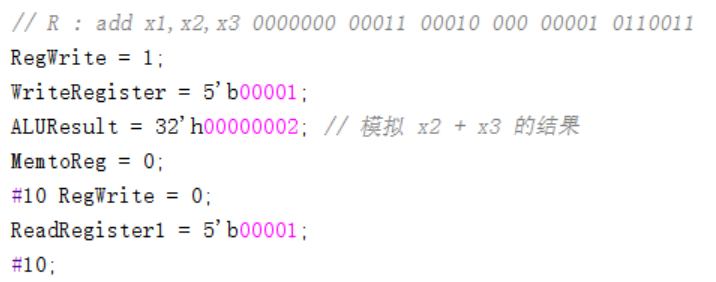 // R : add x1,x2,x3 0000000 00011 00010 000 00001 0110011
RegWrite = 1;
WriteRegister = 5'b00001;
ALUResult = 32'h00000002; // 模拟 x2 + x3 的结果
MemtoReg = 0;
#10 RegWrite = 0;
ReadRegister1 = 5'b00001;
#10;